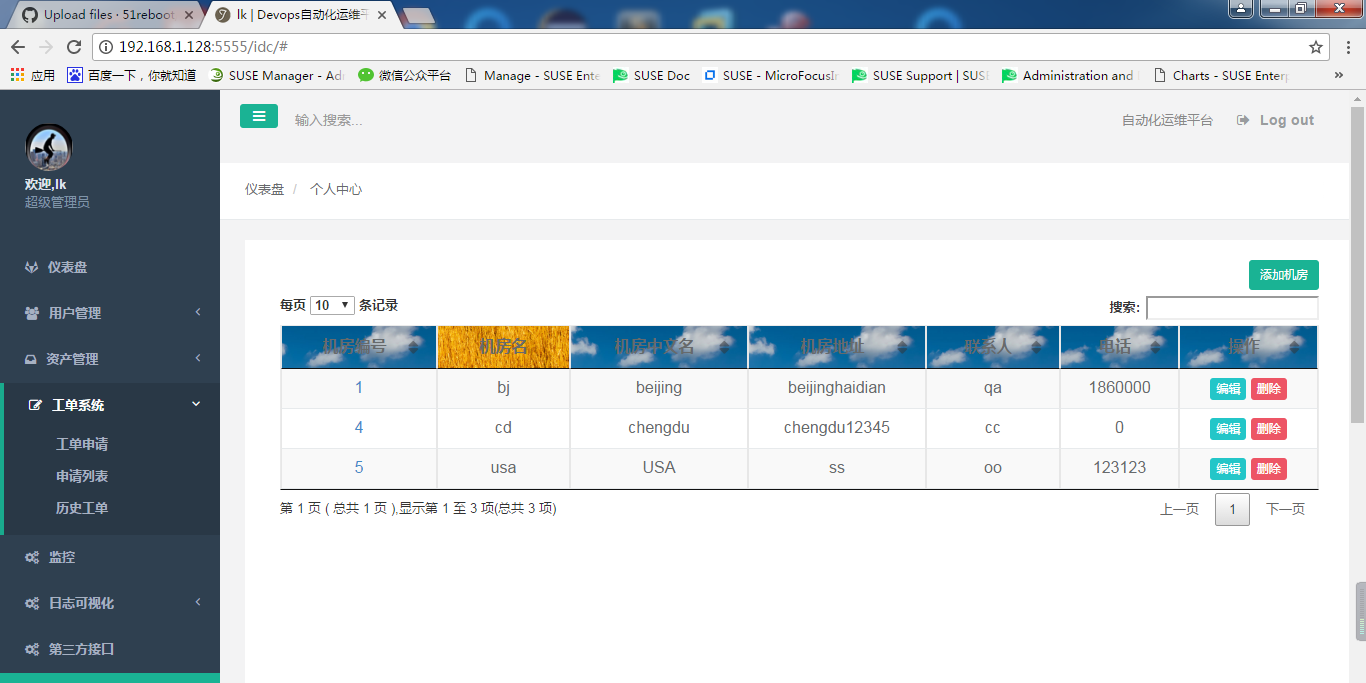 Upload files · 51reboot
lk | Devops自动化运维平
192.168.1.128:5555/idc/#
应用 百度一下，你就知道 SUSE Manager - Ad 微信公众平台 Manage - SUSE Ente SUSE Doc SUSE - MicroFocusIn SUSE Support | SUS Administration and Charts - SUSE Enterp »
输入搜索...
自动化运维平台 Log out
欢迎,lk
超级管理员
仪表盘 / 个人中心
仪表盘
用户管理
资产管理
工单系统
工单申请
申请列表
历史工单
监控
日志可视化
第三方接口
添加机房
每页 10 条记录
搜索:
机房编号 机房名 机房中文名 机房地址 联系人 电话 操作
1 bj beijing beijinghaidian qa 1860000 编辑 删除
4 cd chengdu chengdu12345 cc 0 编辑 删除
5 usa USA ss oo 123123 编辑 删除
第 1 页 ( 总共 1 页 ),显示第 1 至 3 项(总共 3 项)
上一页 1 下一页